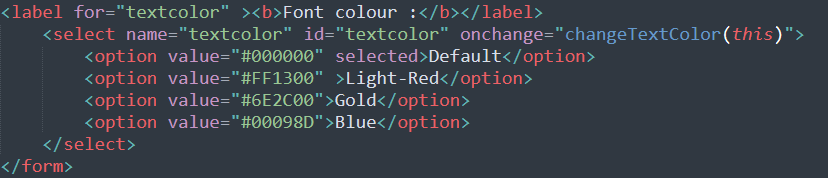 <label for="textcolor" ><b>Font colour :</b></label>
<select name="textcolor" id="textcolor" onchange="changeTextColor(this)">
<option value="#000000" selected>Default</option>
<option value="#FF1300" >Light-Red</option>
<option value="#6E2C00">Gold</option>
<option value="#00098D">Blue</option>
</select>
</form>